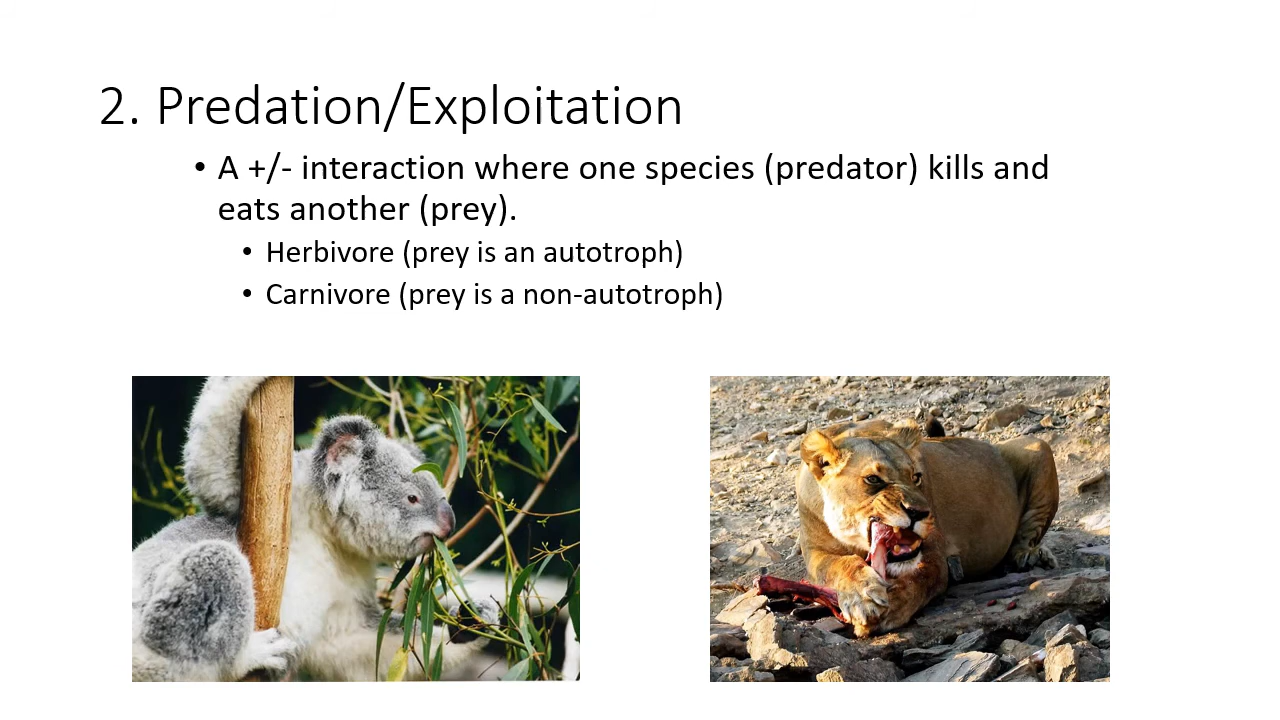 2. Predation/Exploitation
• A +/- interaction where one species (predator) kills and
eats another (prey).
• Herbivore (prey is an autotroph)
• Carnivore (prey is a non-autotroph)